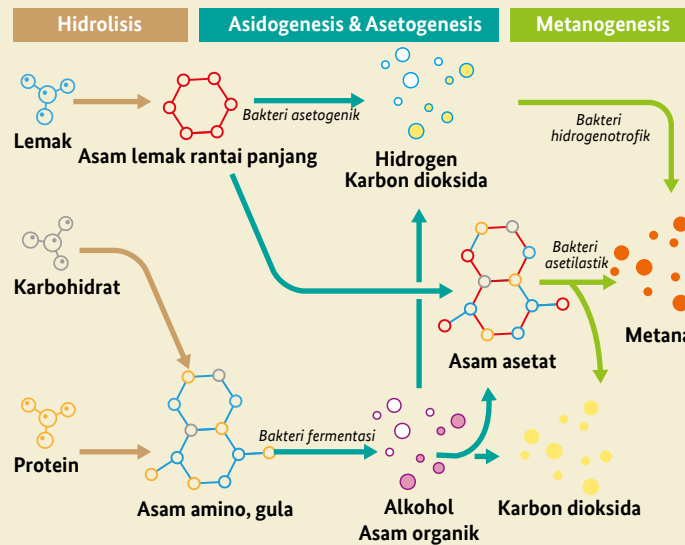 Hidrolisis
Asidogenesis & Asetogenesis
Metanogenesis
Lemak
Asam lemak rantai panjang
Bakteri asetogenik
Hidrogen
Karbon dioksida
Bakteri
hidrogenotrofik
Karbohidrat
Bakteri
asetilastik
Metana
Asam asetat
Protein
Asam amino, gula
Bakteri fermentasi
Alkohol
Asam organik
Karbon dioksida